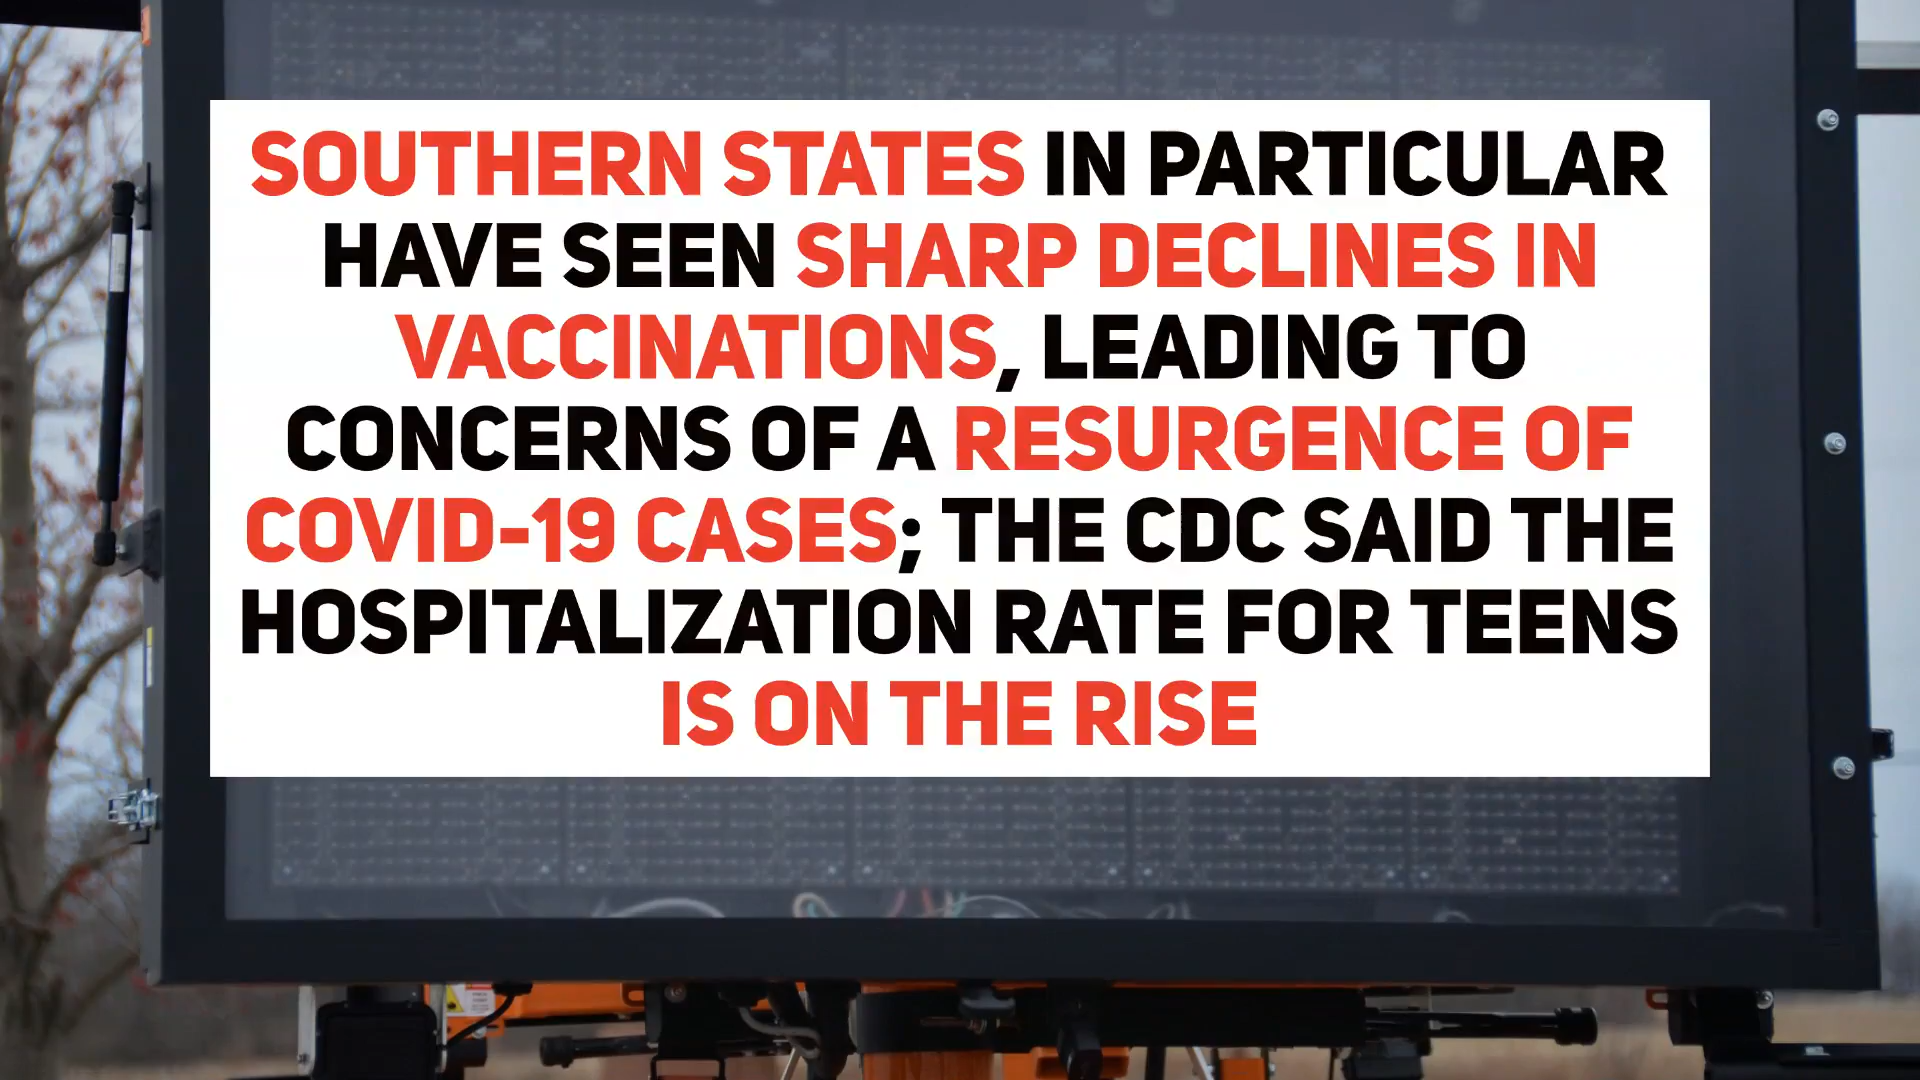 SOUTHERN STATES IN PARTICULAR
HAVE SEEN SHARP DECLINES IN
VACCINATIONS, LEADING TO
CONCERNS OF A RESURGENCE OF
COVID-19 CASES; THE CDC SAID THE
HOSPITALIZATION RATE FOR TEENS
IS ON THE RISE